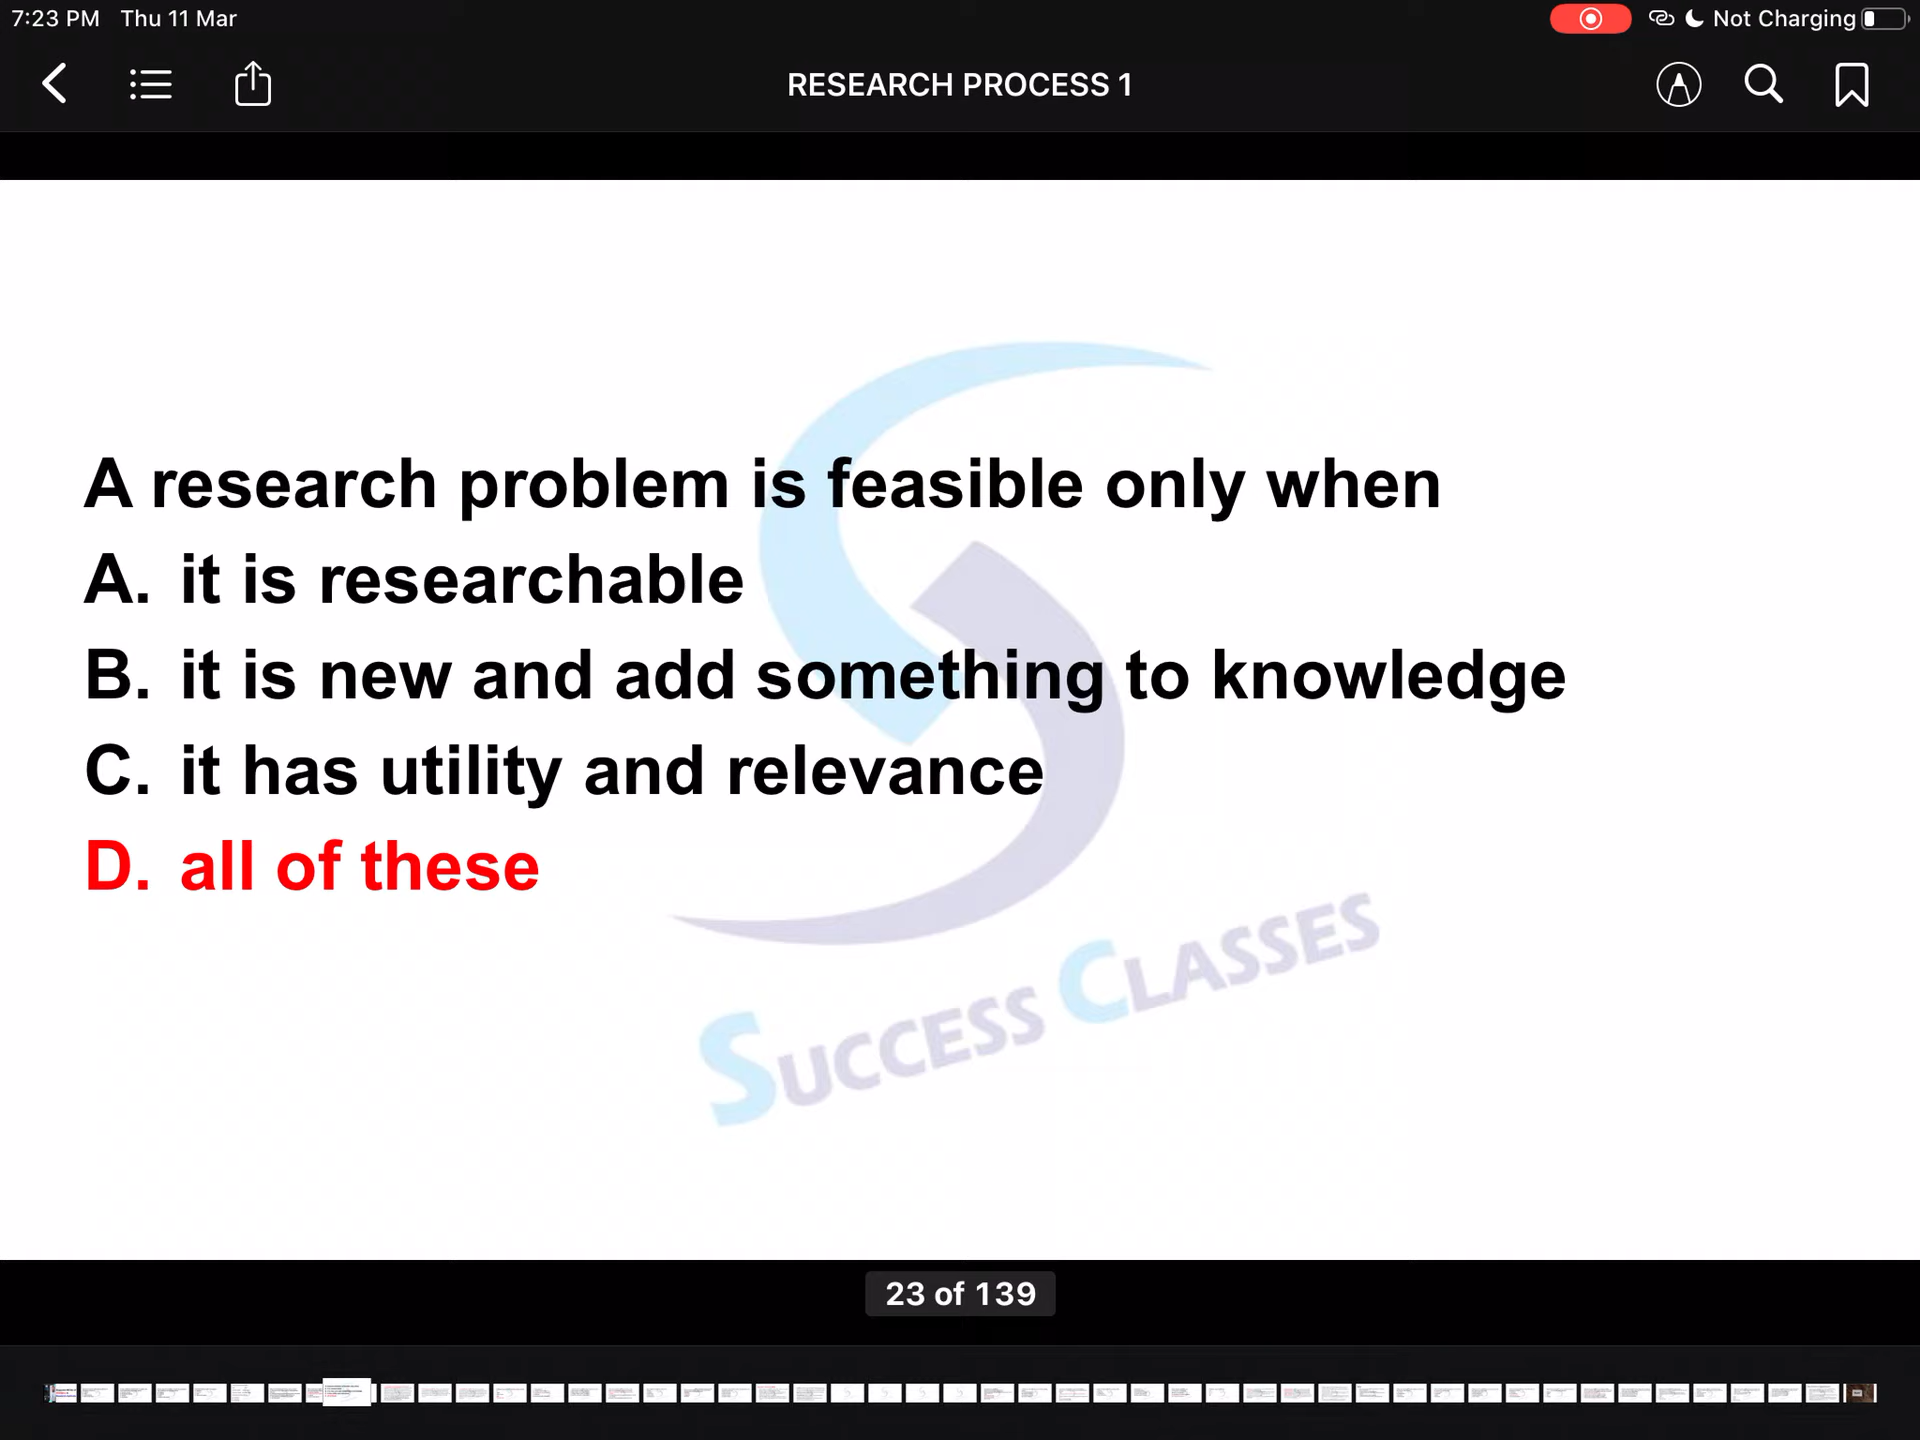 7:23 PM Thu 11 Mar
Not Charging
RESEARCH PROCESS 1
A research problem is feasible only when
A. it is researchable
B. it is new and add something to knowledge
C. it has utility and relevance
D. all of these
SUCCESS CLASSES
23 of 139